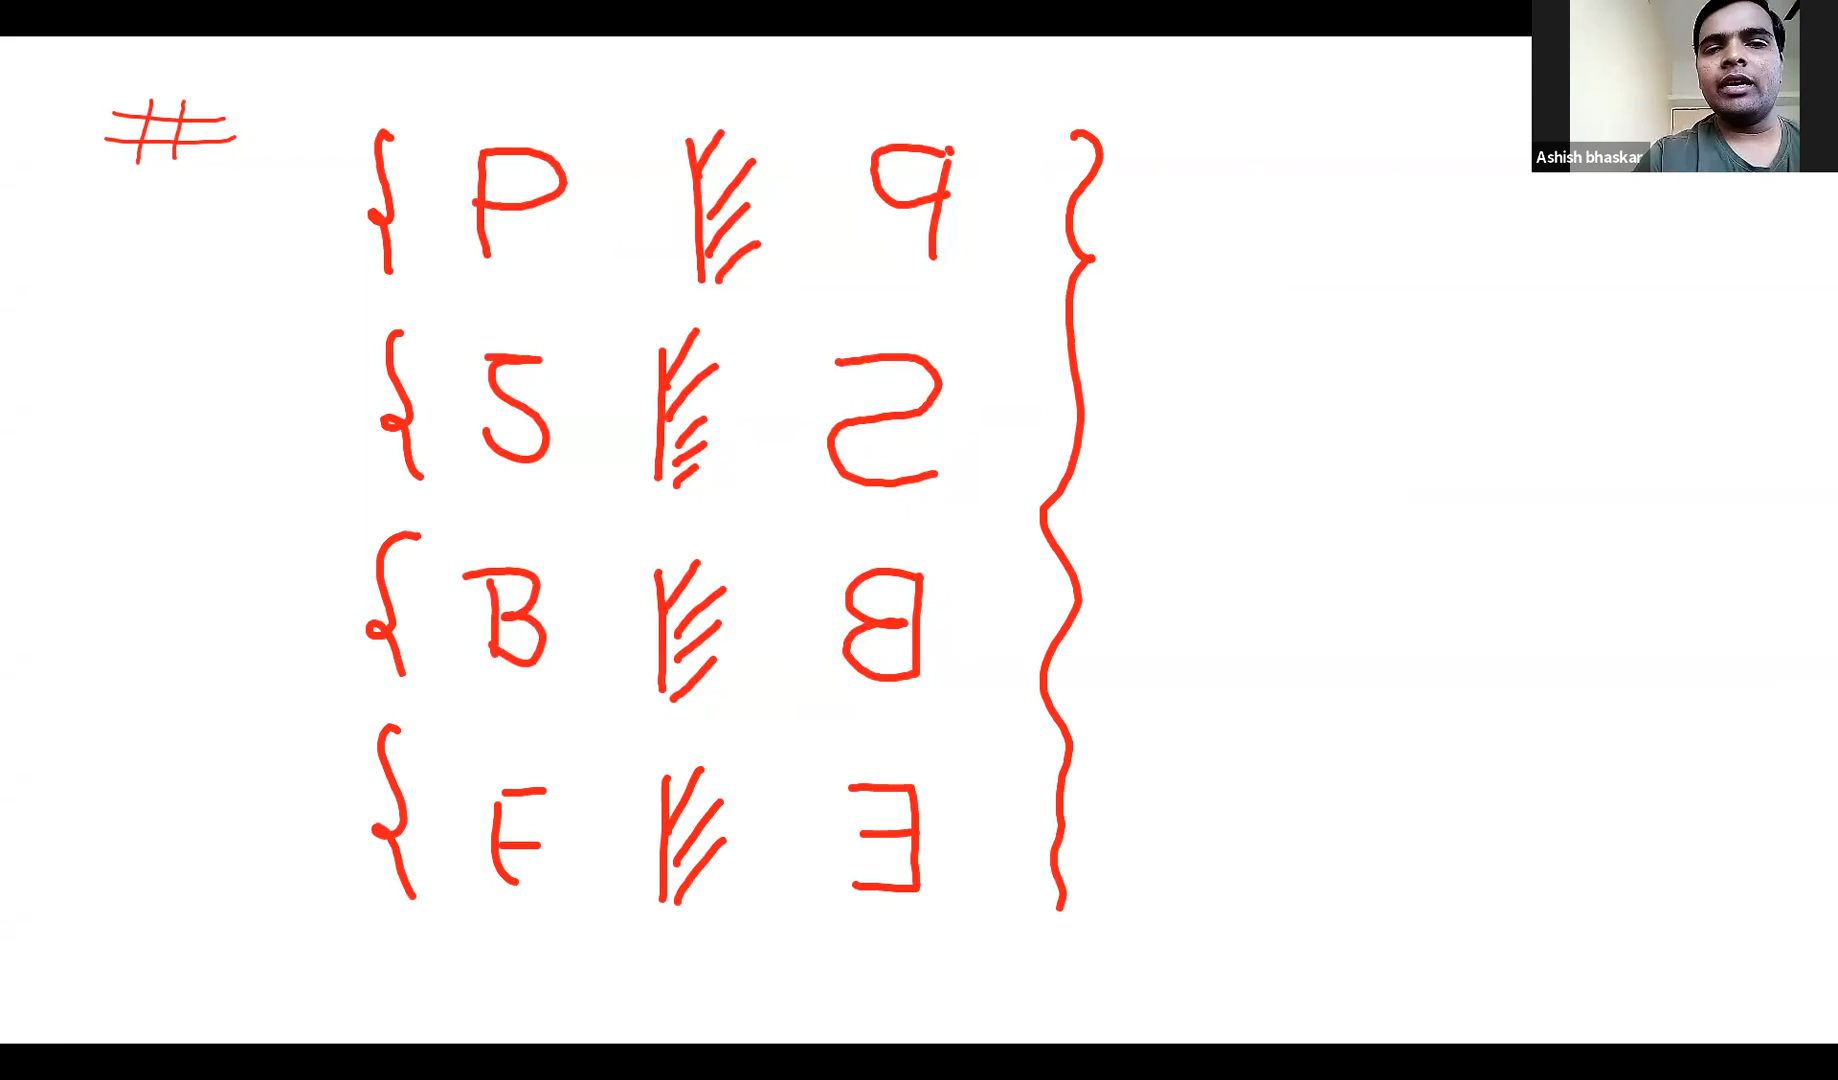 #
{ P ꟼ }
{ 5 Ƨ
{ B ᗺ
{ E Ǝ
Ashish bhaskar